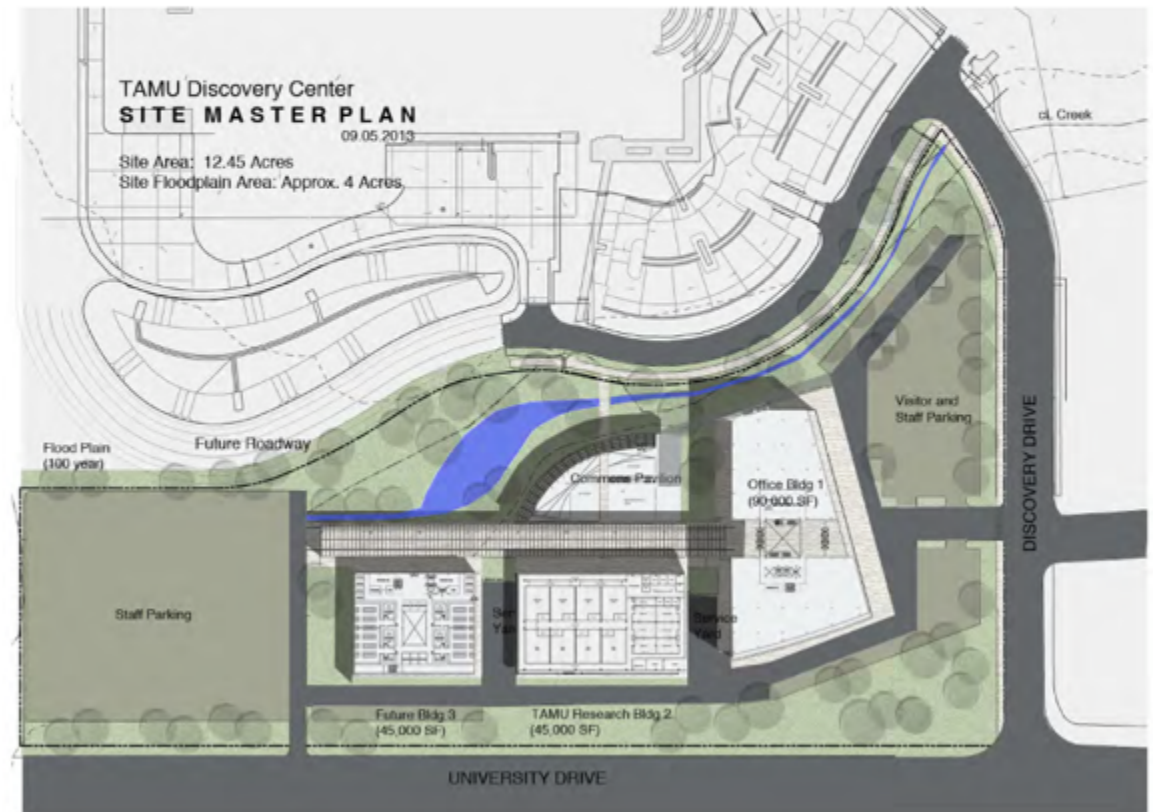 TAMU Discovery Center
SITE MASTER PLAN
09.05.2013
Site Area: 12.45 Acres
Site Floodplain Area: Approx. 4 Acres
Creek
Visitor and
Staff Parking
Future Roadway
Flood Plain
(100 year)
Commons Pavilion
Office Bldg 1
(90,000 SF)
DISCOVERY DRIVE
Staff Parking
Service
Yard
Future Bldg 3
(45,000 SF)
TAMU Research Bldg 2
(45,000 SF)
UNIVERSITY DRIVE